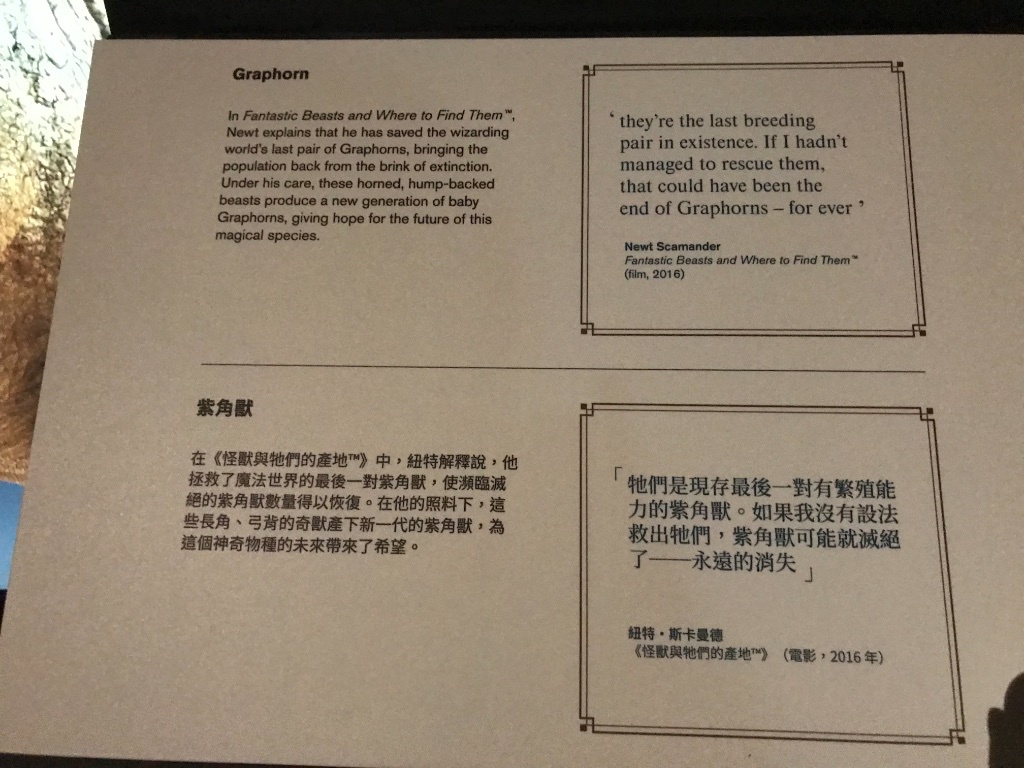 Graphorn
In Fantastic Beasts and Where to Find Them™,
Newt explains that he has saved the wizarding
world's last pair of Graphorns, bringing the
population back from the brink of extinction.
Under his care, these horned, hump-backed
beasts produce a new generation of baby
Graphorns, giving hope for the future of this
magical species.
‘ they’re the last breeding
pair in existence. If I hadn’t
managed to rescue them,
that could have been the
end of Graphorns – for ever ’
Newt Scamander
Fantastic Beasts and Where to Find Them™
(film, 2016)
紫角獸
在《怪獸與牠們的產地™》中，紐特解釋說，他
拯救了魔法世界的最後一對紫角獸，使瀕臨滅
絕的紫角獸數量得以恢復。在他的照料下，這
些長角、弓背的奇獸產下新一代的紫角獸，為
這個神奇物種的未來帶來了希望。
「牠們是現存最後一對有繁殖能
力的紫角獸。如果我沒有設法
救出牠們，紫角獸可能就滅絕
了——永遠的消失」
紐特·斯卡曼德
《怪獸與牠們的產地™》（電影，2016 年）